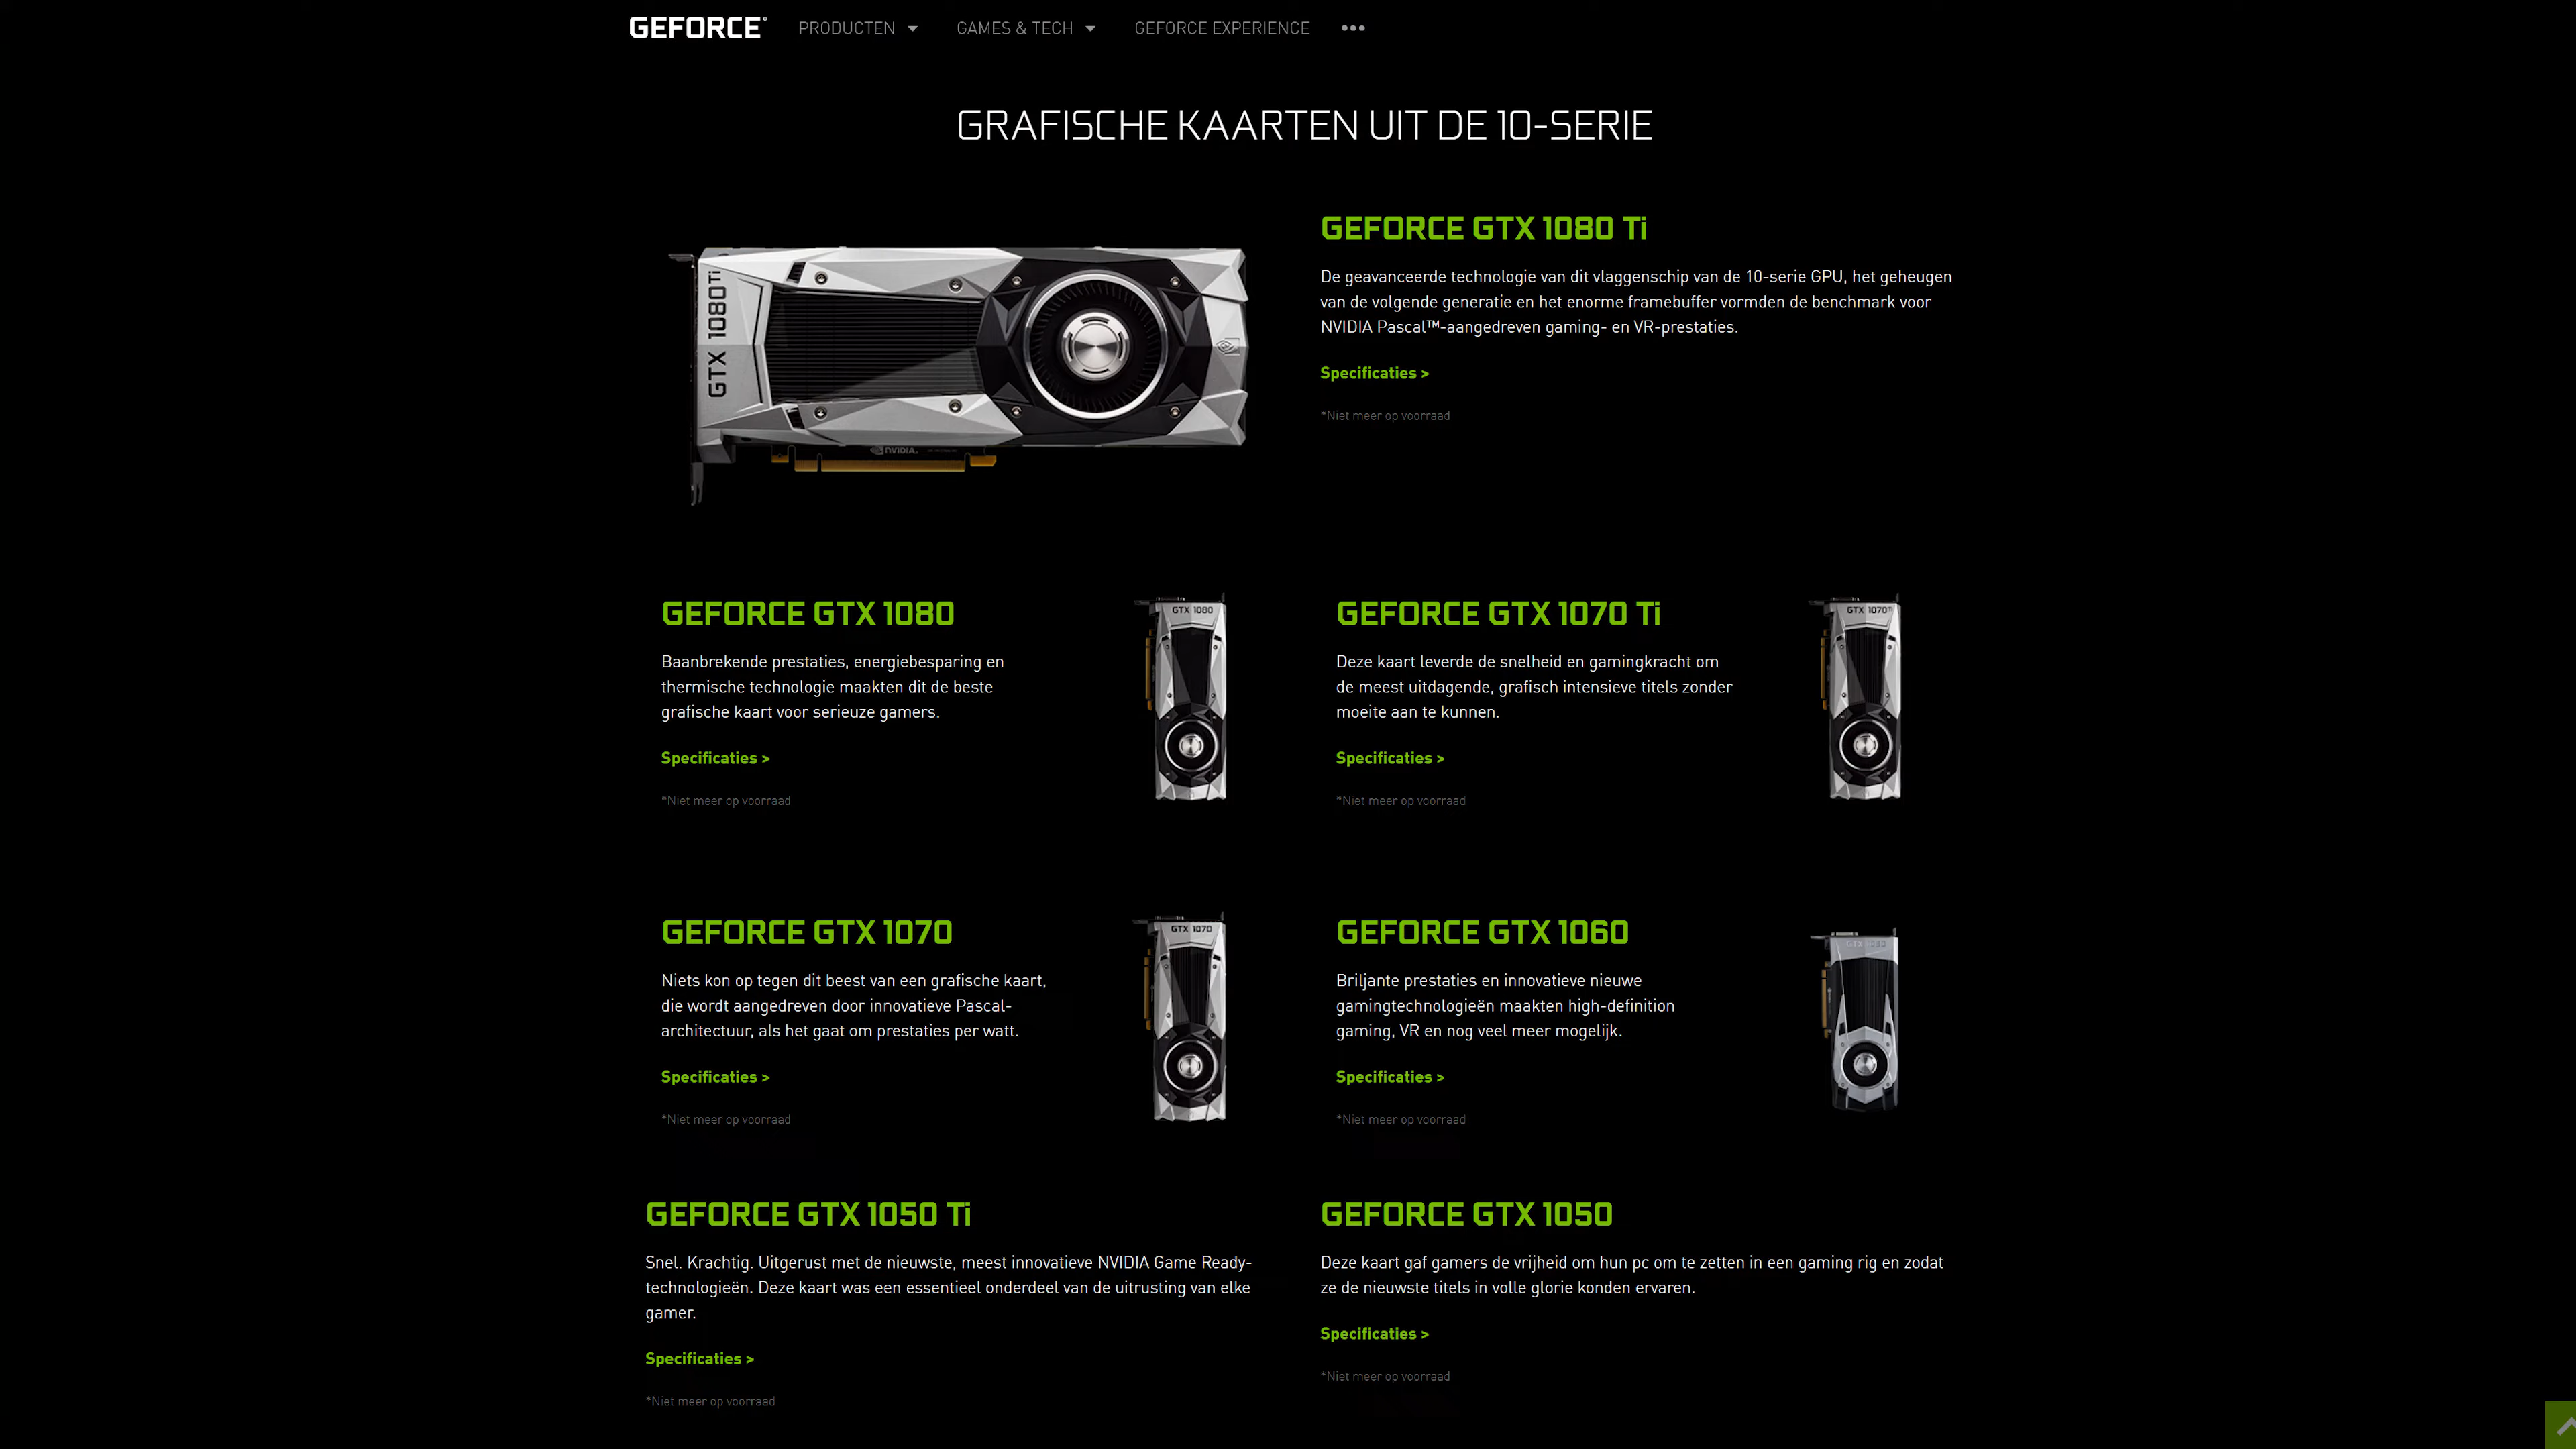 GEFORCE
PRODUCTEN
GAMES & TECH
GEFORCE EXPERIENCE
GRAFISCHE KAARTEN UIT DE 10-SERIE
GTX 1080 Ti
NVIDIA.
GEFORCE GTX 1080 Ti
De geavanceerde technologie van dit vlaggenschip van de 10-serie GPU, het geheugen
van de volgende generatie en het enorme framebuffer vormden de benchmark voor
NVIDIA Pascal™-aangedreven gaming- en VR-prestaties.
Specificaties >
*Niet meer op voorraad
GEFORCE GTX 1080
Baanbrekende prestaties, energiebesparing en
thermische technologie maakten dit de beste
grafische kaart voor serieuze gamers.
Specificaties >
*Niet meer op voorraad
GTX 1080
GEFORCE GTX 1070 Ti
Deze kaart leverde de snelheid en gamingkracht om
de meest uitdagende, grafisch intensieve titels zonder
moeite aan te kunnen.
Specificaties >
*Niet meer op voorraad
GTX 1070 Ti
GEFORCE GTX 1070
Niets kon op tegen dit beest van een grafische kaart,
die wordt aangedreven door innovatieve Pascal-
architectuur, als het gaat om prestaties per watt.
Specificaties >
*Niet meer op voorraad
GTX 1070
GEFORCE GTX 1060
Briljante prestaties en innovatieve nieuwe
gamingtechnologieën maakten high-definition
gaming, VR en nog veel meer mogelijk.
Specificaties >
*Niet meer op voorraad
GTX
GEFORCE GTX 1050 Ti
Snel. Krachtig. Uitgerust met de nieuwste, meest innovatieve NVIDIA Game Ready-
technologieën. Deze kaart was een essentieel onderdeel van de uitrusting van elke
gamer.
Specificaties >
*Niet meer op voorraad
GEFORCE GTX 1050
Deze kaart gaf gamers de vrijheid om hun pc om te zetten in een gaming rig en zodat
ze de nieuwste titels in volle glorie konden ervaren.
Specificaties >
*Niet meer op voorraad